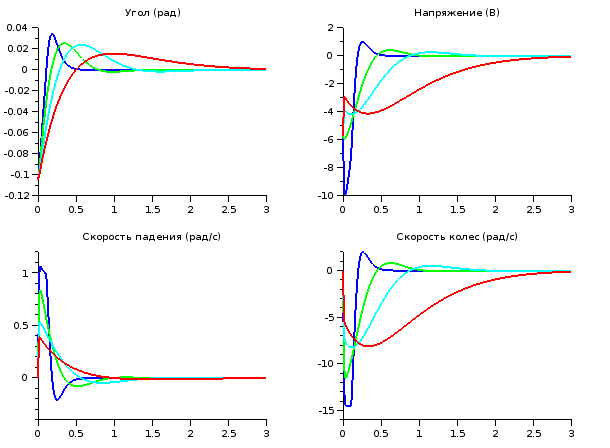 Угол (рад)
0.04
0.02
0
-0.02
-0.04
-0.06
-0.08
-0.1
-0.12
0 0.5 1 1.5 2 2.5 3
Напряжение (В)
2
0
-2
-4
-6
-8
-10
0 0.5 1 1.5 2 2.5 3
Скорость падения (рад/с)
1
0.5
0
0 0.5 1 1.5 2 2.5 3
Скорость колес (рад/с)
0
-5
-10
-15
0 0.5 1 1.5 2 2.5 3